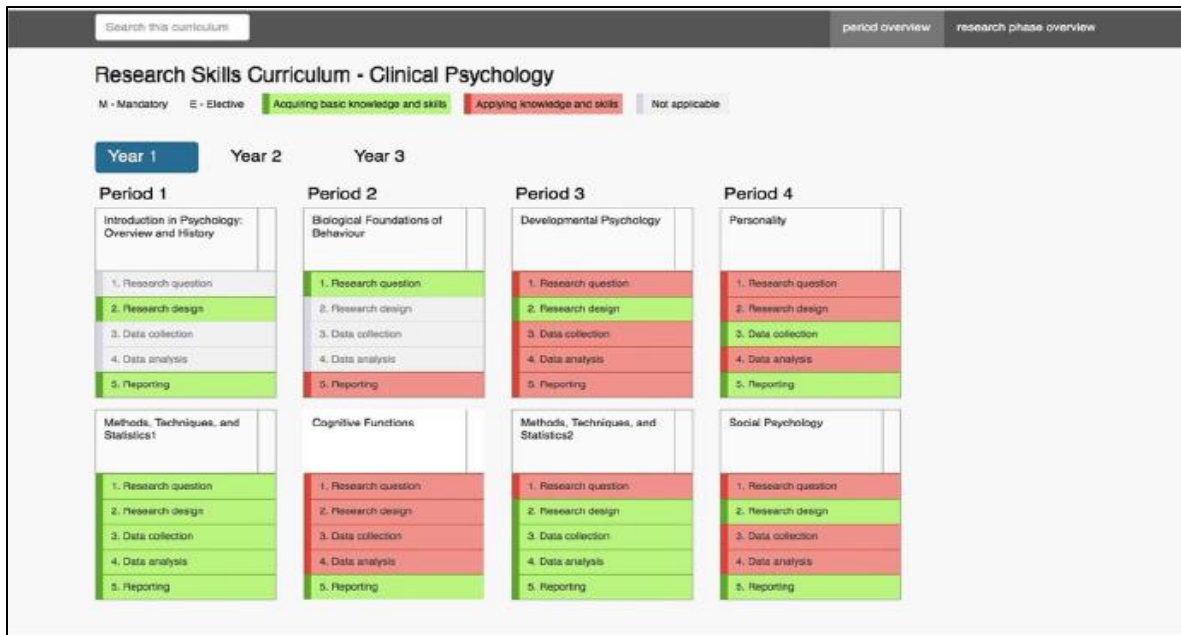 Search this curriculum
period overview
research phase overview
Research Skills Curriculum - Clinical Psychology
M - Mandatory
E - Elective
Acquiring basic knowledge and skills
Applying knowledge and skills
Not applicable
Year 1
Year 2
Year 3
Period 1
Period 2
Period 3
Period 4
Introduction in Psychology:
Overview and History
1. Research question
2. Research design
3. Data collection
4. Data analysis
5. Reporting
Biological Foundations of
Behaviour
1. Research question
2. Research design
3. Data collection
4. Data analysis
5. Reporting
Developmental Psychology
1. Research question
2. Research design
3. Data collection
4. Data analysis
5. Reporting
Personality
1. Research question
2. Research design
3. Data collection
4. Data analysis
5. Reporting
Methods, Techniques, and
Statistics1
1. Research question
2. Research design
3. Data collection
4. Data analysis
5. Reporting
Cognitive Functions
1. Research question
2. Research design
3. Data collection
4. Data analysis
5. Reporting
Methods, Techniques, and
Statistics2
1. Research question
2. Research design
3. Data collection
4. Data analysis
5. Reporting
Social Psychology
1. Research question
2. Research design
3. Data collection
4. Data analysis
5. Reporting